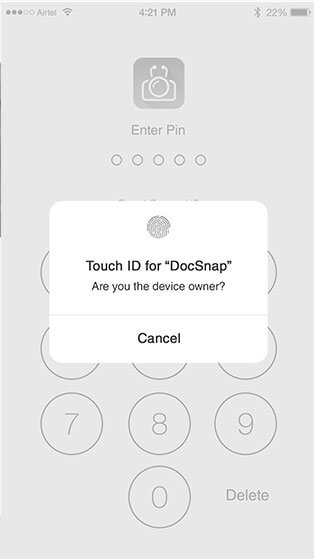 Airtel 4:21 PM 22%
Enter Pin
Touch ID for “DocSnap”
Are you the device owner?
Cancel
7 8 9
0 Delete